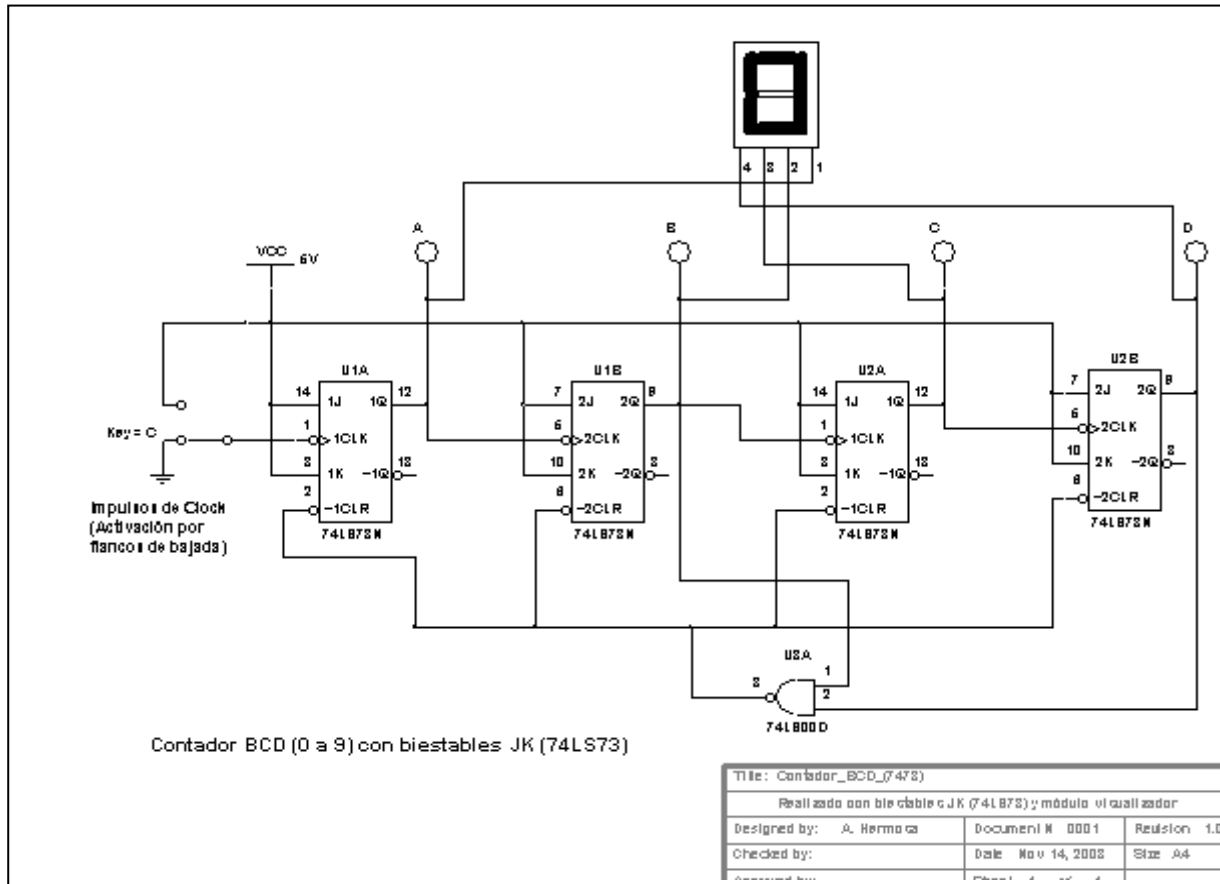 4 3 2 1
A
B
C
D
VCC
5V
U1A
U1B
U2A
U2B
14 1J 1Q 12
7 2J 2Q 9
14 1J 1Q 12
7 2J 2Q 9
Key = C
1 1CLK
6 2CLK
1 1CLK
6 2CLK
3 1K ~1Q 13
10 2K ~2Q 8
3 1K ~1Q 13
10 2K ~2Q 8
2 ~1CLR
6 ~2CLR
2 ~1CLR
6 ~2CLR
Impulsos de Clock
(Activación por
flancos de bajada)
74LS73N
74LS73N
74LS73N
74LS73N
U3A
3
1
2
74LS00D
Contador BCD (0 a 9) con biestables JK (74LS73)
Title: Contador_BCD_(7473)
Realizado con biestables JK (74LS73) y módulo visualizador
Designed by: A. Hermosa
Document N 0001
Revision 1.0
Checked by:
Date Nov 14, 2003
Size A4